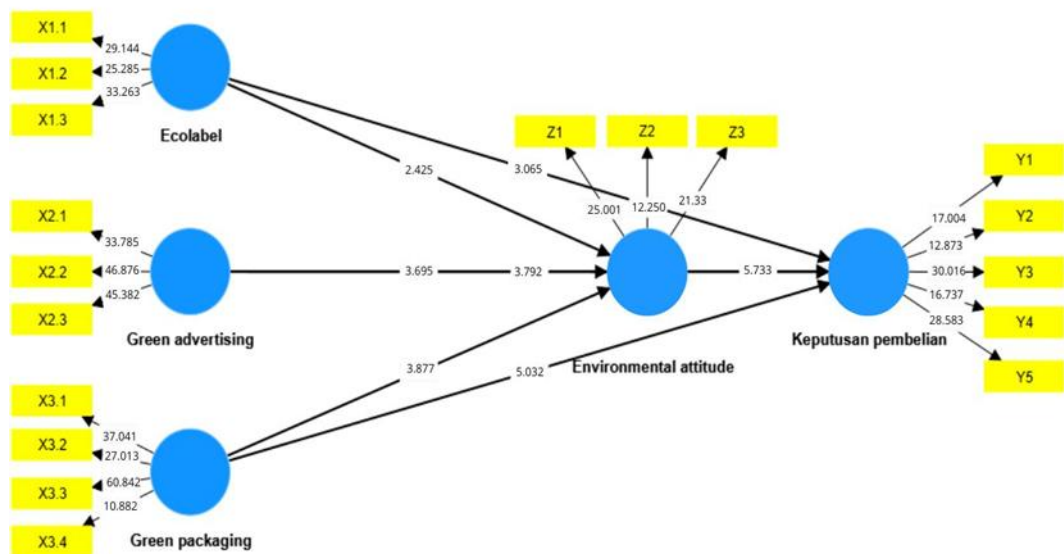 X1.1
29.144
X1.2
25.285
33.263
X1.3
Ecolabel
Z1
Z2
Z3
2.425
3.065
25.001
12.250
21.33
Y1
17.004
X2.1
33.785
X2.2
46.876
45.382
X2.3
Green advertising
3.695
3.792
5.733
Y2
12.873
Y3
30.016
16.737
Y4
28.583
Y5
Environmental attitude
Keputusan pembelian
3.877
5.032
X3.1
37.041
X3.2
27.013
X3.3
60.842
10.882
X3.4
Green packaging